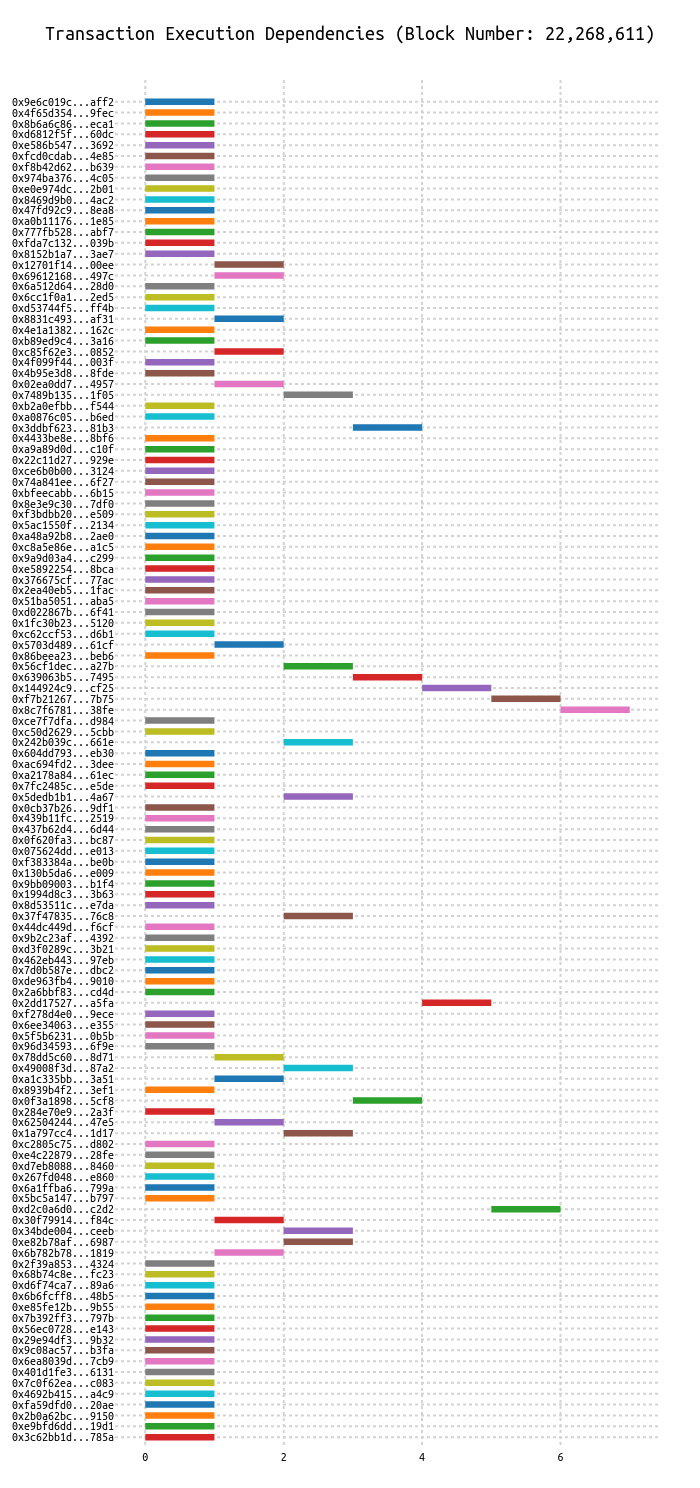 Transaction Execution Dependencies (Block Number: 22,268,611)
0x9e6c019c...aff2
0x4f65d354...9fec
0x8b6a6c86...eca1
0xd6812f5f...60dc
0xe586b547...3692
0xfcd0cdab...4e85
0xf8b42d62...b639
0x974ba376...4c05
0xe0e974dc...2b01
0x8469d9b0...4ac2
0x47fd92c9...8ea8
0xa0b11176...1e85
0x777fb528...abf7
0xfda7c132...039b
0x8152b1a7...3ae7
0x12701f14...00ee
0x69612168...497c
0x6a512d64...28d0
0x6cc1f0a1...2ed5
0xd53744f5...ff4b
0x8831c493...af31
0x4e1a1382...162c
0xb89ed9c4...3a16
0xc85f62e3...0852
0x4f099f44...003f
0x4b95e3d8...8fde
0x02ea0dd7...4957
0x7489b135...1f05
0xb2a0efbb...f544
0xa0876c05...b6ed
0x3ddbf623...81b3
0x4433be8e...8bf6
0xa9a89d0d...c10f
0x22c11d27...929e
0xce6b0b00...3124
0x74a841ee...6f27
0xbfeecabb...6b15
0x8e3e9c30...7df0
0xf3bdbb20...e509
0x5ac1550f...2134
0xa48a92b8...2ae0
0xc8a5e86e...a1c5
0x9a9d03a4...c299
0xe5892254...8bca
0x376675cf...77ac
0x2ea40eb5...1fac
0x51ba5051...aba5
0xd022867b...6f41
0x1fc30b23...5120
0xc62ccf53...d6b1
0x5703d489...61cf
0x86beea23...beb6
0x56cf1dec...a27b
0x639063b5...7495
0x144924c9...cf25
0xf7b21267...7b75
0x8c7f6781...38fe
0xce7f7dfa...d984
0xc50d2629...5cbb
0x242b039c...661e
0x604dd793...eb30
0xac694fd2...3dee
0xa2178a84...61ec
0x7fc2485c...e5de
0x5dedb1b1...4a67
0x0cb37b26...9df1
0x439b11fc...2519
0x437b62d4...6d44
0x0f620fa3...bc87
0x075624dd...e013
0xf383384a...be0b
0x130b5da6...e009
0x9bb09003...b1f4
0x1994d8c3...3b63
0x8d53511c...e7da
0x37f47835...76c8
0x44dc449d...f6cf
0x9b2c23af...4392
0xd3f0289c...3b21
0x462eb443...97eb
0x7d0b587e...dbc2
0xde963fb4...9010
0x2a6bbf83...cd4d
0x2dd17527...a5fa
0xf278d4e0...9ece
0x6ee34063...e355
0x5f5b6231...0b5b
0x96d34593...6f9e
0x78dd5c60...8d71
0x49008f3d...87a2
0xa1c335bb...3a51
0x8939b4f2...3ef1
0x0f3a1898...5cf8
0x284e70e9...2a3f
0x62504244...47e5
0x1a797cc4...1d17
0xc2805c75...d802
0xe4c22879...28fe
0xd7eb8088...8460
0x267fd048...e860
0x6a1ffba6...799a
0x5bc5a147...b797
0xd2c0a6d0...c2d2
0x30f79914...f84c
0x34bde004...ceeb
0xe82b78af...6987
0x6b782b78...1819
0x2f39a853...4324
0x68b74c8e...fc23
0xd6f74ca7...89a6
0x6b6fcff8...48b5
0xe85fe12b...9b55
0x7b392ff3...797b
0x56ec0728...e143
0x29e94df3...9b32
0x9c08ac57...b3fa
0x6ea8039d...7cb9
0x401d1fe3...6131
0x7c0f62ea...c083
0x4692b415...a4c9
0xfa59dfd0...20ae
0x2b0a62bc...9150
0xe9bfd6dd...19d1
0x3c62bb1d...785a
0 2 4 6